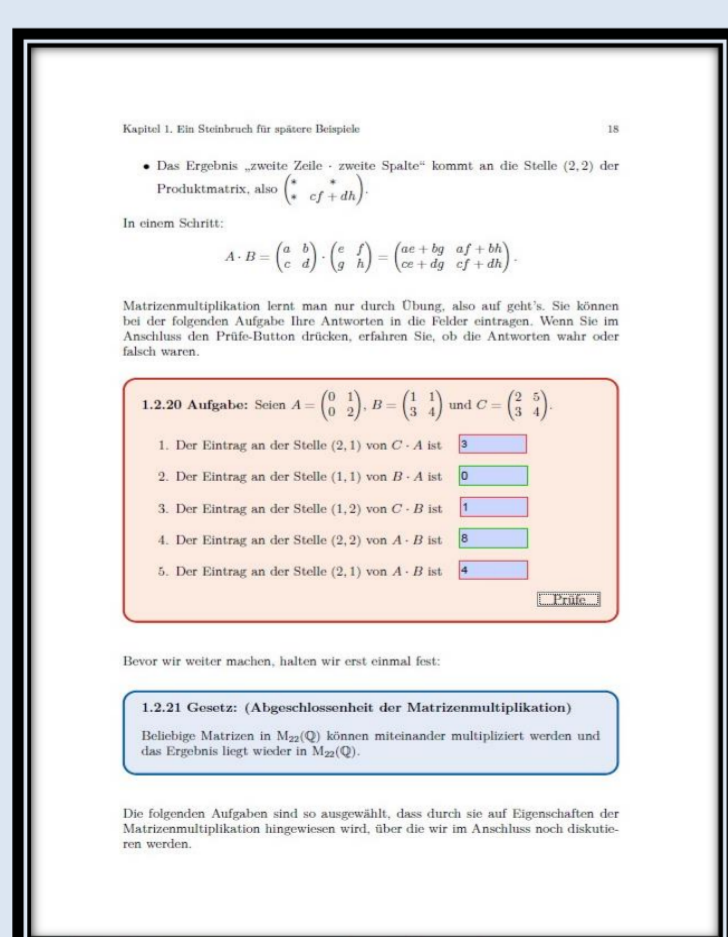 Kapitel 1. Ein Steinbruch für spätere Beispiele 18
• Das Ergebnis „zweite Zeile · zweite Spalte“ kommt an die Stelle (2, 2) der
Produktmatrix, also (* * ; * cf + dh).
In einem Schritt:
A · B = (a b ; c d) · (e f ; g h) = (ae + bg af + bh ; ce + dg cf + dh).
Matrizenmultiplikation lernt man nur durch Übung, also auf geht's. Sie können
bei der folgenden Aufgabe Ihre Antworten in die Felder eintragen. Wenn Sie im
Anschluss den Prüfe-Button drücken, erfahren Sie, ob die Antworten wahr oder
falsch waren.
1.2.20 Aufgabe: Seien A = (0 1 ; 0 2), B = (1 1 ; 3 4) und C = (2 5 ; 3 4).
1. Der Eintrag an der Stelle (2, 1) von C · A ist 3
2. Der Eintrag an der Stelle (1, 1) von B · A ist 0
3. Der Eintrag an der Stelle (1, 2) von C · B ist 1
4. Der Eintrag an der Stelle (2, 2) von A · B ist 8
5. Der Eintrag an der Stelle (2, 1) von A · B ist 4
Prüfe
Bevor wir weiter machen, halten wir erst einmal fest:
1.2.21 Gesetz: (Abgeschlossenheit der Matrizenmultiplikation)
Beliebige Matrizen in M₂₂(ℚ) können miteinander multipliziert werden und
das Ergebnis liegt wieder in M₂₂(ℚ).
Die folgenden Aufgaben sind so ausgewählt, dass durch sie auf Eigenschaften der
Matrizenmultiplikation hingewiesen wird, über die wir im Anschluss noch diskutie-
ren werden.